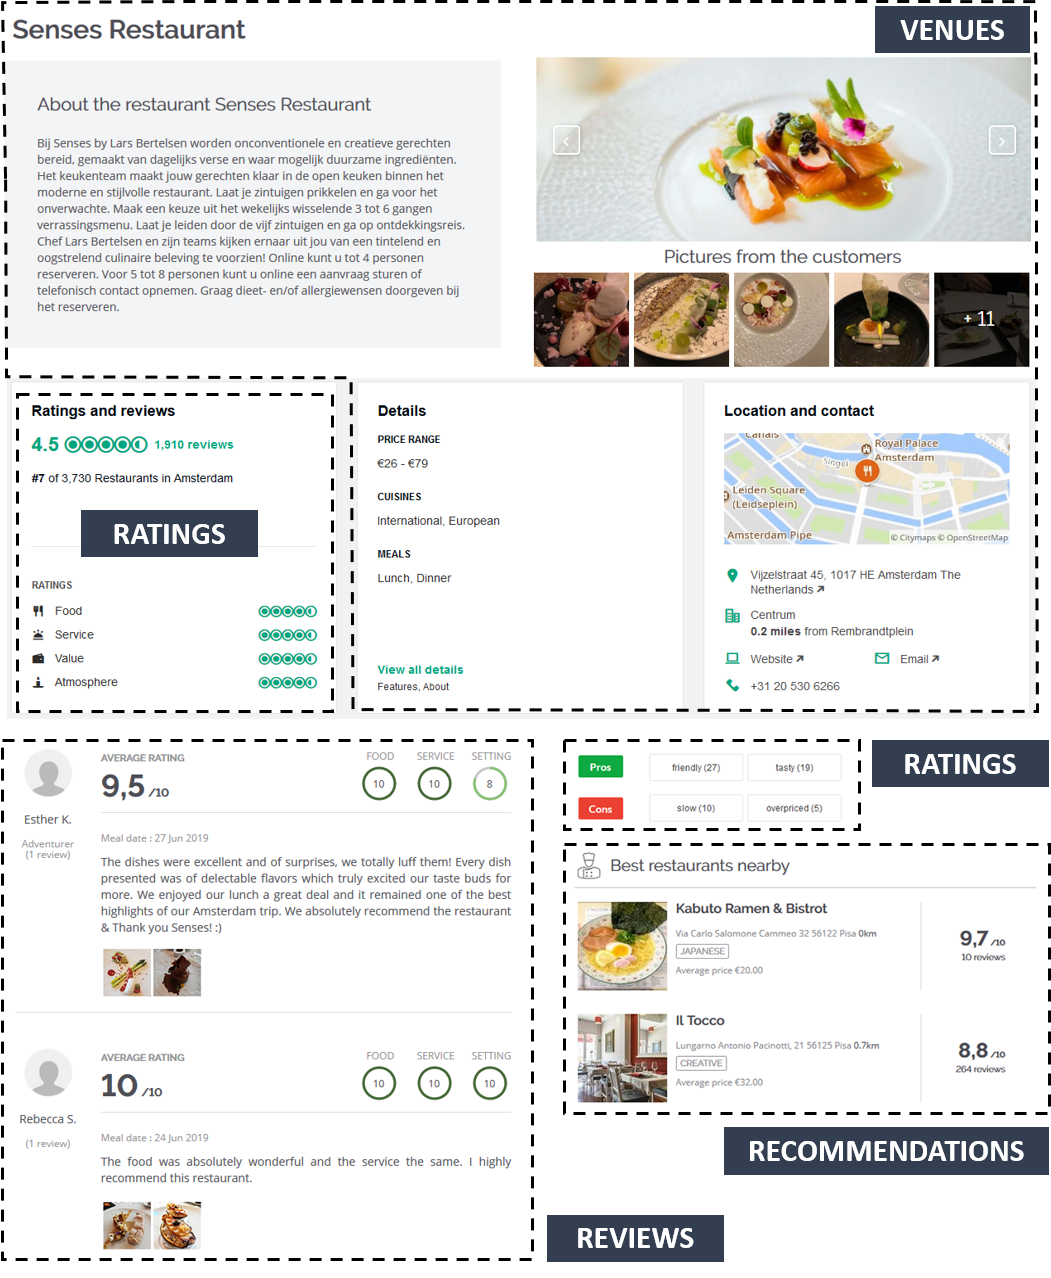 Senses Restaurant
VENUES
About the restaurant Senses Restaurant
Bij Senses by Lars Bertelsen worden onconventionele en creatieve gerechten
bereid, gemaakt van dagelijks verse en waar mogelijk duurzame ingrediënten.
Het keukenteam maakt jouw gerechten klaar in de open keuken binnen het
moderne en stijlvolle restaurant. Laat je zintuigen prikkelen en ga voor het
onverwachte. Maak een keuze uit het wekelijks wisselende 3 tot 6 gangen
verrassingsmenu. Laat je leiden door de vijf zintuigen en ga op ontdekkingsreis.
Chef Lars Bertelsen en zijn teams kijken ernaar uit jou van een tintelend en
oogstrelend culinaire beleving te voorzien! Online kunt u tot 4 personen
reserveren. Voor 5 tot 8 personen kunt u online een aanvraag sturen of
telefonisch contact opnemen. Graag dieet- en/of allergiewensen doorgeven bij
het reserveren.
Pictures from the customers
+ 11
Ratings and reviews
4.5 1,910 reviews
#7 of 3,730 Restaurants in Amsterdam
RATINGS
RATINGS
Food
Service
Value
Atmosphere
Details
PRICE RANGE
€26 - €79
CUISINES
International, European
MEALS
Lunch, Dinner
View all details
Features, About
Location and contact
Canals
Royal Palace
Amsterdam
Singel
Leiden Square
(Leidseplein)
Amsterdam Pipe
© Citymaps © OpenStreetMap
Vijzelstraat 45, 1017 HE Amsterdam The
Netherlands
Centrum
0.2 miles from Rembrandtplein
Website Email
+31 20 530 6266
AVERAGE RATING FOOD SERVICE SETTING
9,5 /10 10 10 8
Esther K.
Adventurer
(1 review)
Meal date : 27 Jun 2019
The dishes were excellent and of surprises, we totally luff them! Every dish
presented was of delectable flavors which truly excited our taste buds for
more. We enjoyed our lunch a great deal and it remained one of the best
highlights of our Amsterdam trip. We absolutely recommend the restaurant
& Thank you Senses! :)
AVERAGE RATING FOOD SERVICE SETTING
10 /10 10 10 10
Rebecca S.
(1 review)
Meal date : 24 Jun 2019
The food was absolutely wonderful and the service the same. I highly
recommend this restaurant.
REVIEWS
Pros friendly (27) tasty (19)
Cons slow (10) overpriced (5)
RATINGS
Best restaurants nearby
Kabuto Ramen & Bistrot
Via Carlo Salomone Cammeo 32 56122 Pisa 0km
JAPANESE
Average price €20.00
9,7 /10
10 reviews
Il Tocco
Lungarno Antonio Pacinotti, 21 56125 Pisa 0.7km
CREATIVE
Average price €32.00
8,8 /10
264 reviews
RECOMMENDATIONS